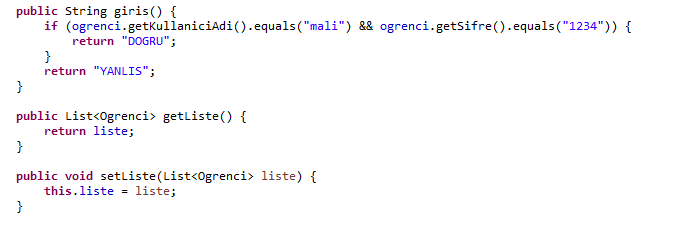 public String giris() {
if (ogrenci.getKullaniciAdi().equals("mali") && ogrenci.getSifre().equals("1234")) {
return "DOGRU";
}
return "YANLIS";
}
public List<Ogrenci> getListe() {
return liste;
}
public void setListe(List<Ogrenci> liste) {
this.liste = liste;
}